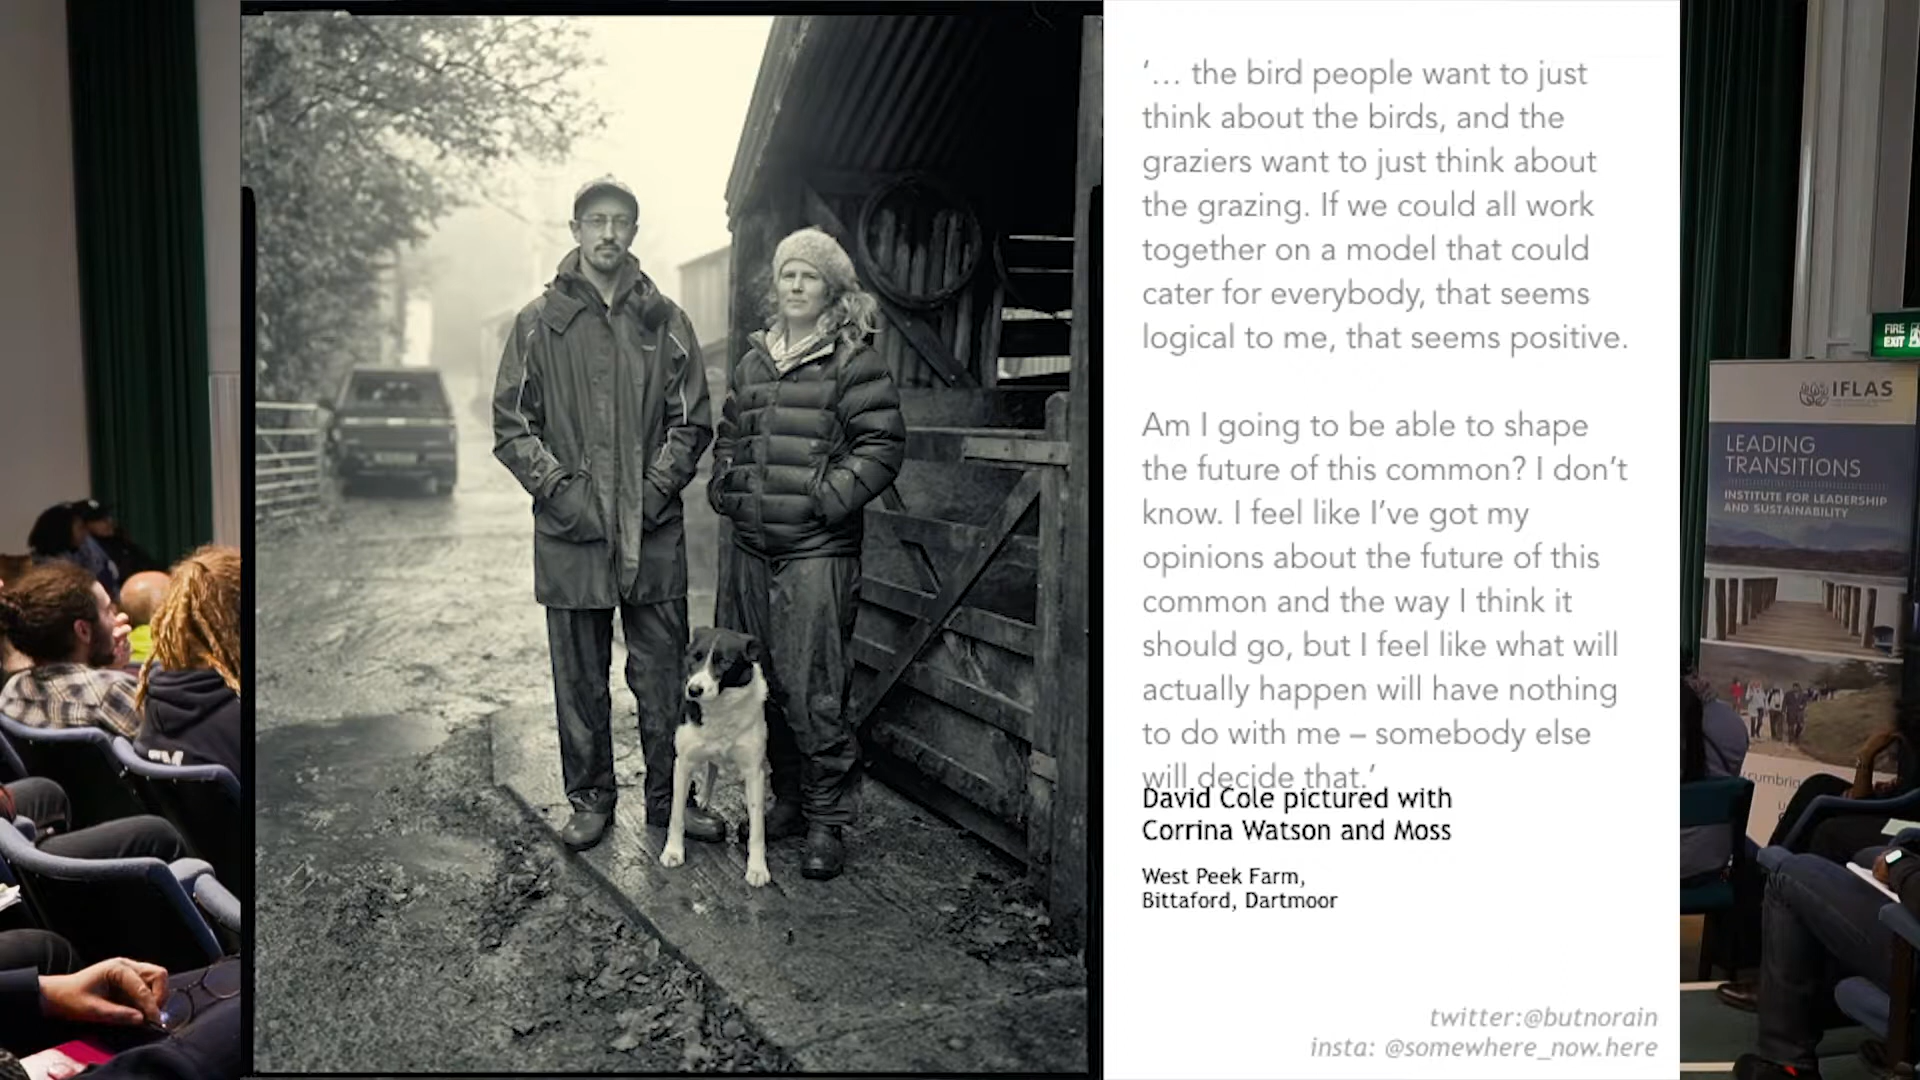 ‘… the bird people want to just
think about the birds, and the
graziers want to just think about
the grazing. If we could all work
together on a model that could
cater for everybody, that seems
logical to me, that seems positive.
Am I going to be able to shape
the future of this common? I don’t
know. I feel like I’ve got my
opinions about the future of this
common and the way I think it
should go, but I feel like what will
actually happen will have nothing
to do with me – somebody else
will decide that.’
David Cole pictured with
Corrina Watson and Moss
West Peek Farm,
Bittaford, Dartmoor
twitter:@butnorain
insta: @somewhere_now.here
FIRE
EXIT
IFLAS
LEADING
TRANSITIONS
INSTITUTE FOR LEADERSHIP
AND SUSTAINABILITY